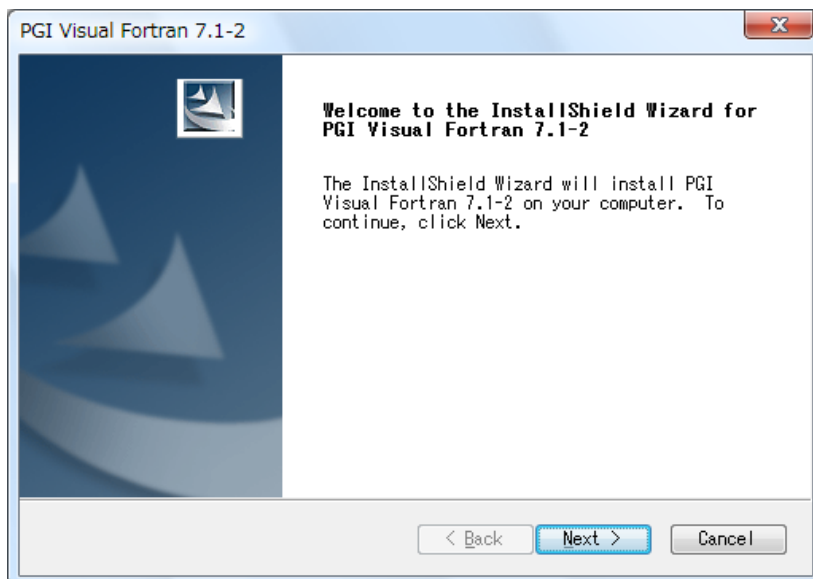 PGI Visual Fortran 7.1-2
Welcome to the InstallShield Wizard for
PGI Visual Fortran 7.1-2
The InstallShield Wizard will install PGI
Visual Fortran 7.1-2 on your computer.  To
continue, click Next.
< Back
Next >
Cancel